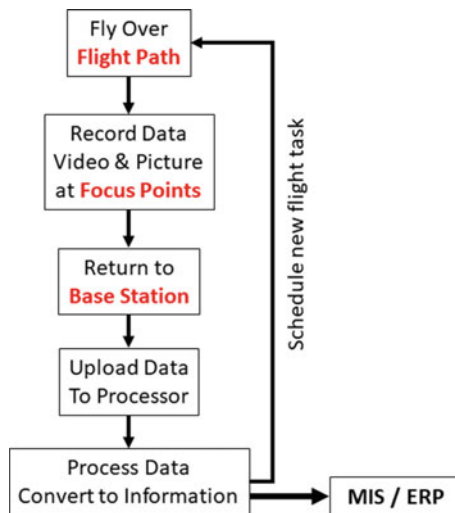 Fly Over
Flight Path
Record Data
Video & Picture
at Focus Points
Return to
Base Station
Upload Data
To Processor
Process Data
Convert to Information
Schedule new flight task
MIS / ERP